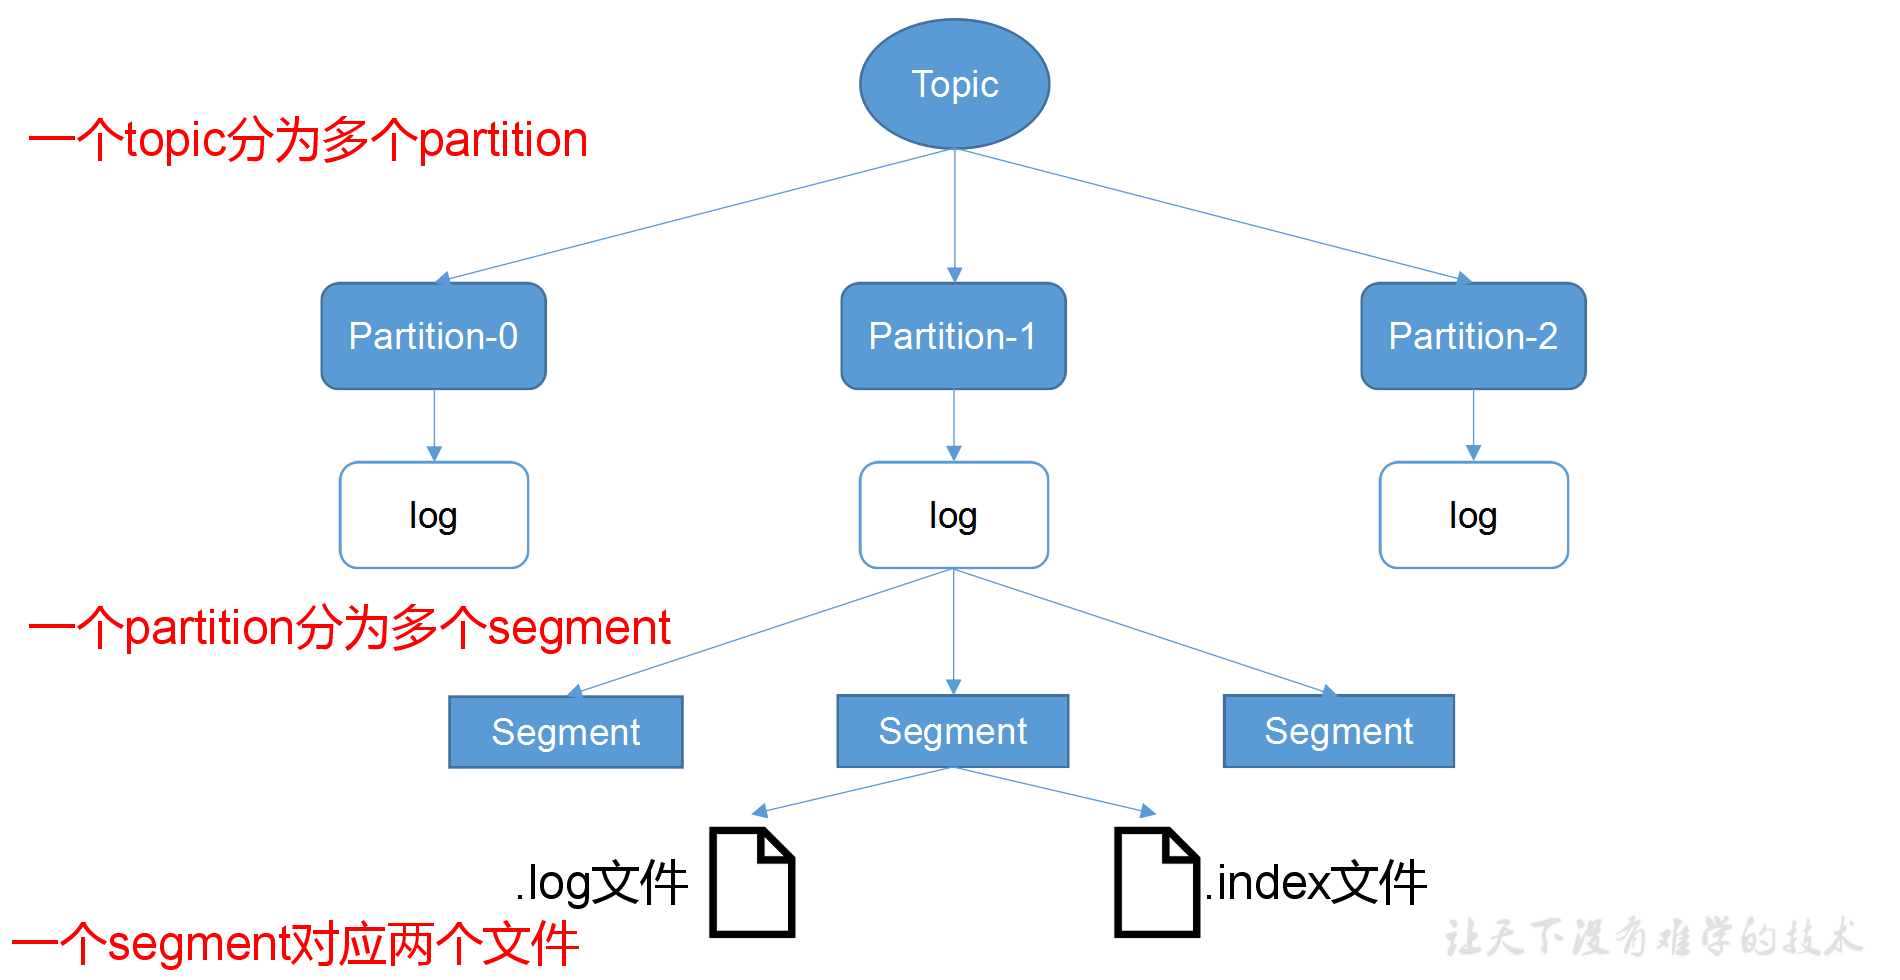 Topic
一个topic分为多个partition
Partition-0
Partition-1
Partition-2
log
log
log
一个partition分为多个segment
Segment
Segment
Segment
.log文件
.index文件
一个segment对应两个文件
让天下没有难学的技术